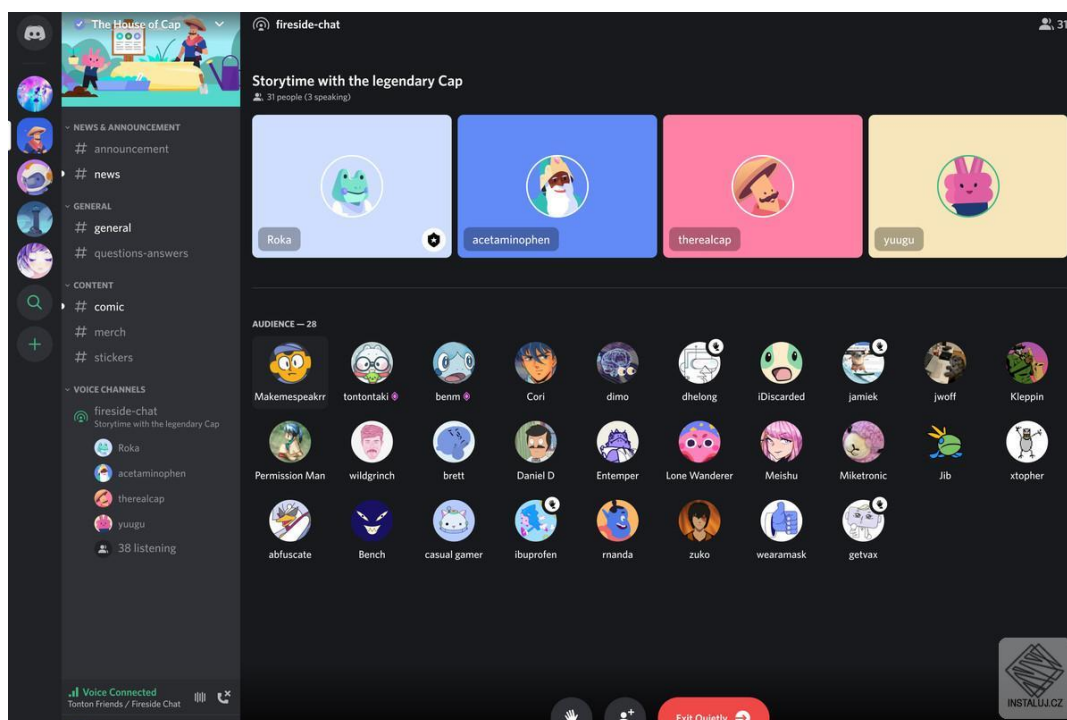 The House of Cap
NEWS & ANNOUNCEMENT
# announcement
# news
GENERAL
# general
# questions-answers
CONTENT
# comic
# merch
# stickers
VOICE CHANNELS
fireside-chat
Storytime with the legendary Cap
Roka
acetaminophen
therealcap
yuugu
38 listening
Voice Connected
Tonton Friends / Fireside Chat
fireside-chat
31
Storytime with the legendary Cap
31 people (3 speaking)
Roka acetaminophen therealcap yuugu
AUDIENCE — 28
Makemespeakrr tontontaki benm Cori dimo dhelong iDiscarded jamiek jwoff Kleppin
Permission Man wildgrinch brett Daniel D Entemper Lone Wanderer Meishu Miketronic Jib xtopher
abfuscate Bench casual gamer ibuprofen rnanda zuko wearamask getvax
Exit Quietly
INSTALUJ.CZ